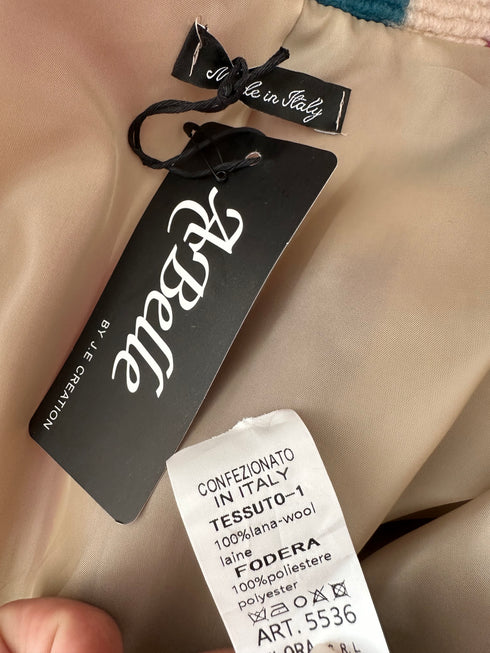 Made in Italy
A.Belle
BY J.E CREATION
CONFEZIONATO
IN ITALY
TESSUTO-1
100%lana-wool
laine
FODERA
100%poliestere
polyester
ART. 5536